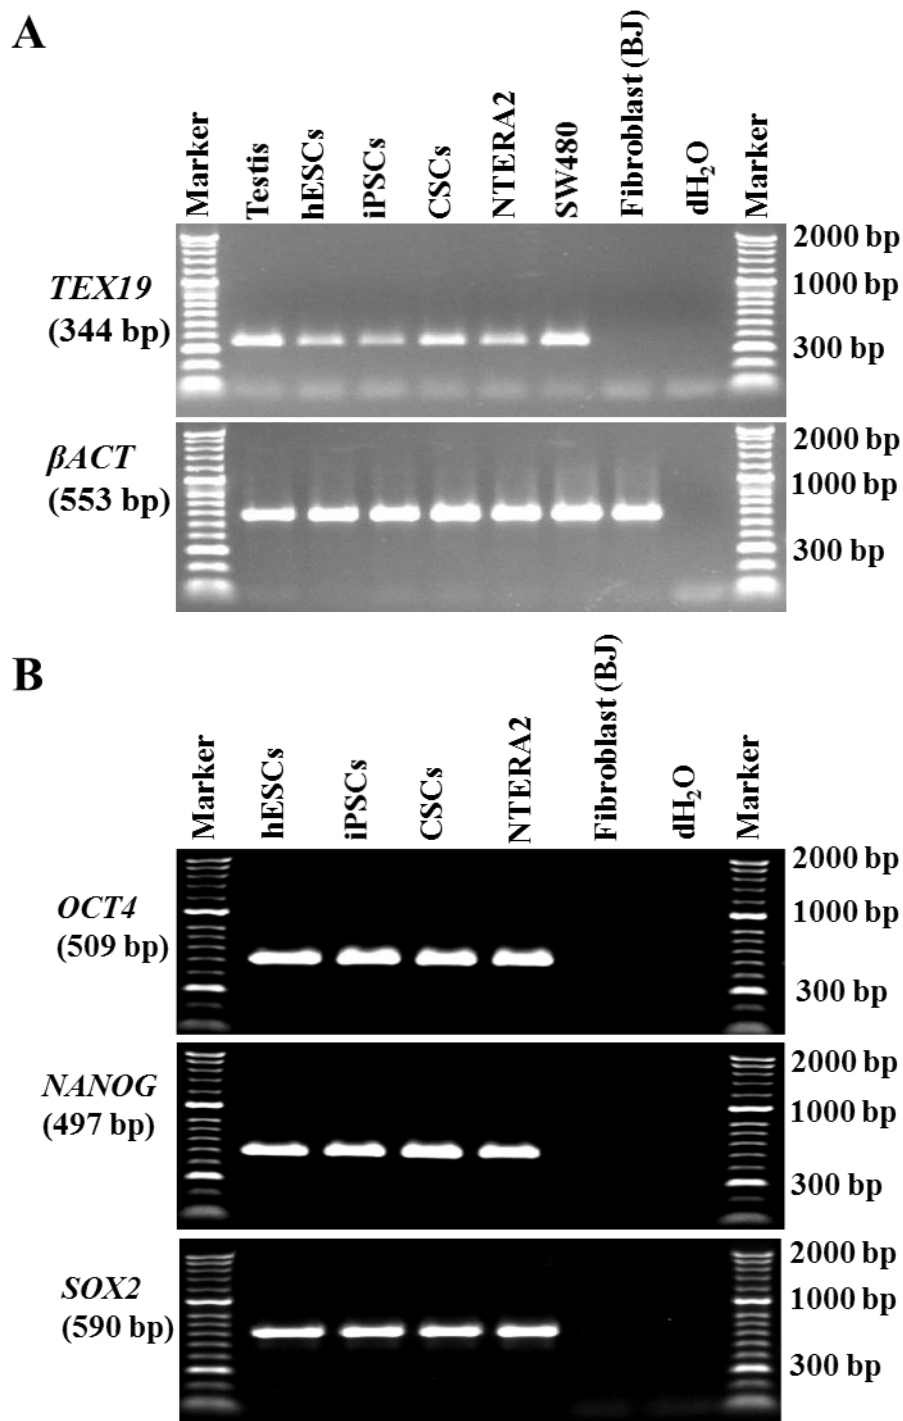 A
Marker
Testis
hESCs
iPSCs
CSCs
NTERA2
SW480
Fibroblast (BJ)
dH₂O
Marker
TEX19
(344 bp)
2000 bp
1000 bp
300 bp
βACT
(553 bp)
2000 bp
1000 bp
300 bp
B
Marker
hESCs
iPSCs
CSCs
NTERA2
Fibroblast (BJ)
dH₂O
Marker
OCT4
(509 bp)
2000 bp
1000 bp
300 bp
NANOG
(497 bp)
2000 bp
1000 bp
300 bp
SOX2
(590 bp)
2000 bp
1000 bp
300 bp